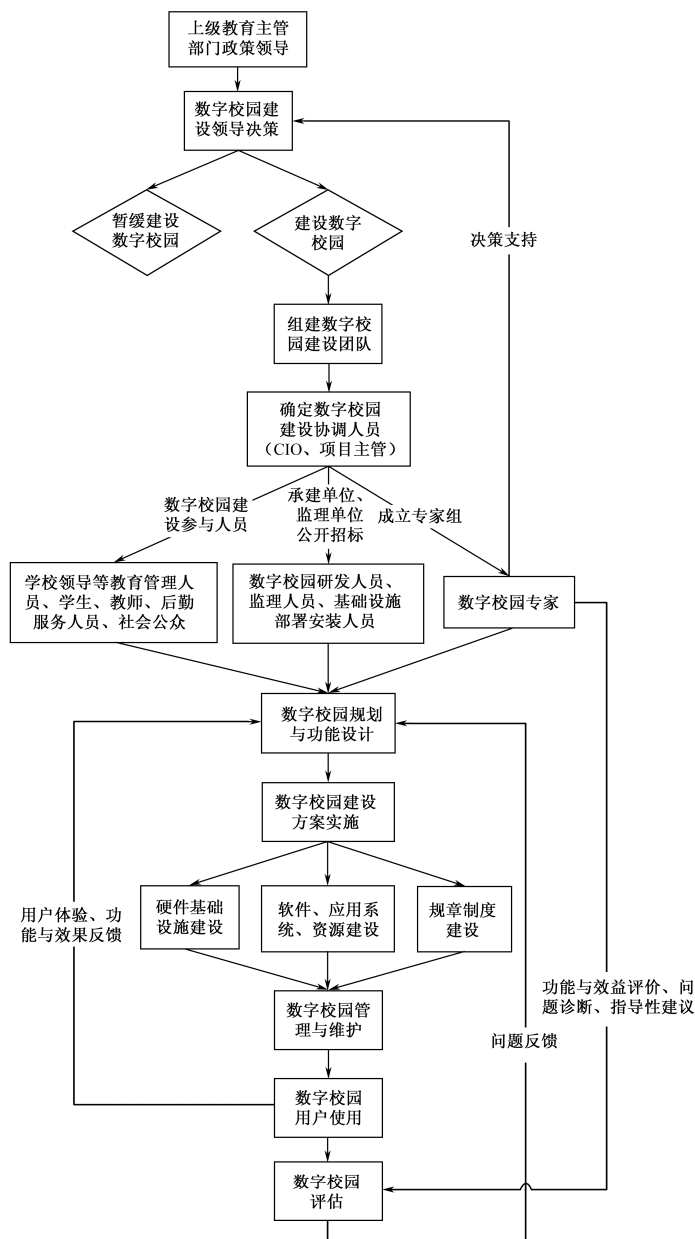 上级教育主管
部门政策领导
数字校园建
设领导决策
暂缓建设
数字校园
建设数字
校园
决策支持
组建数字校
园建设团队
确定数字校园
建设协调人员
（CIO、项目主管）
数字校园建
设参与人员
承建单位、
监理单位
公开招标
成立专家组
学校领导等教育管理人
员、学生、教师、后勤
服务人员、社会公众
数字校园研发人员、
监理人员、基础设施
部署安装人员
数字校园专家
数字校园规划
与功能设计
数字校园建设
方案实施
用户体验、功
能与效果反馈
硬件基础
设施建设
软件、应用系
统、资源建设
规章制度
建设
功能与效益评价、问
题诊断、指导性建议
数字校园管
理与维护
问题反馈
数字校园
用户使用
数字校园
评估